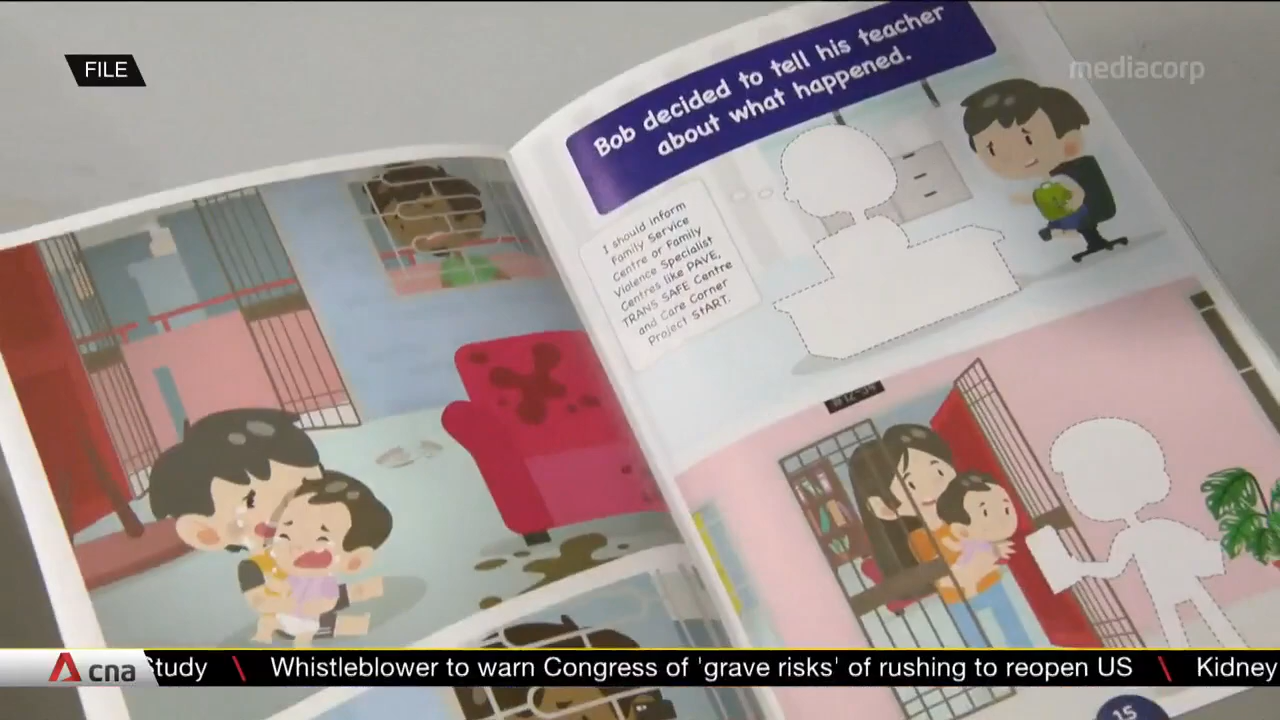 FILE
mediacorp
Bob decided to tell his teacher
about what happened.
I should inform
Family Service
Centre or Family
Violence Specialist
Centres like PAVE,
TRANS SAFE Centre
and Care Corner
Project StART.
15
cna
Study \ Whistleblower to warn Congress of 'grave risks' of rushing to reopen US \ Kidney